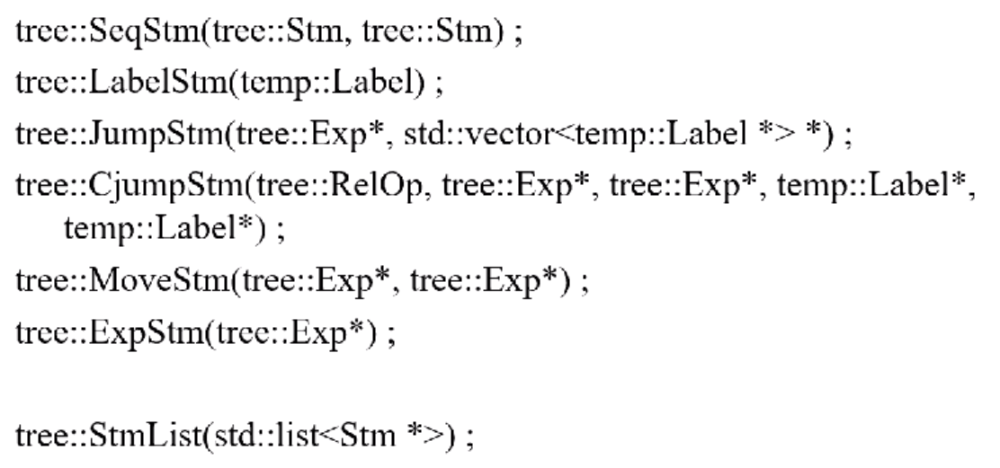 tree::SeqStm(tree::Stm, tree::Stm) ;
tree::LabelStm(temp::Label) ;
tree::JumpStm(tree::Exp*, std::vector<temp::Label *> *) ;
tree::CjumpStm(tree::RelOp, tree::Exp*, tree::Exp*, temp::Label*,
temp::Label*) ;
tree::MoveStm(tree::Exp*, tree::Exp*) ;
tree::ExpStm(tree::Exp*) ;
tree::StmList(std::list<Stm *>) ;